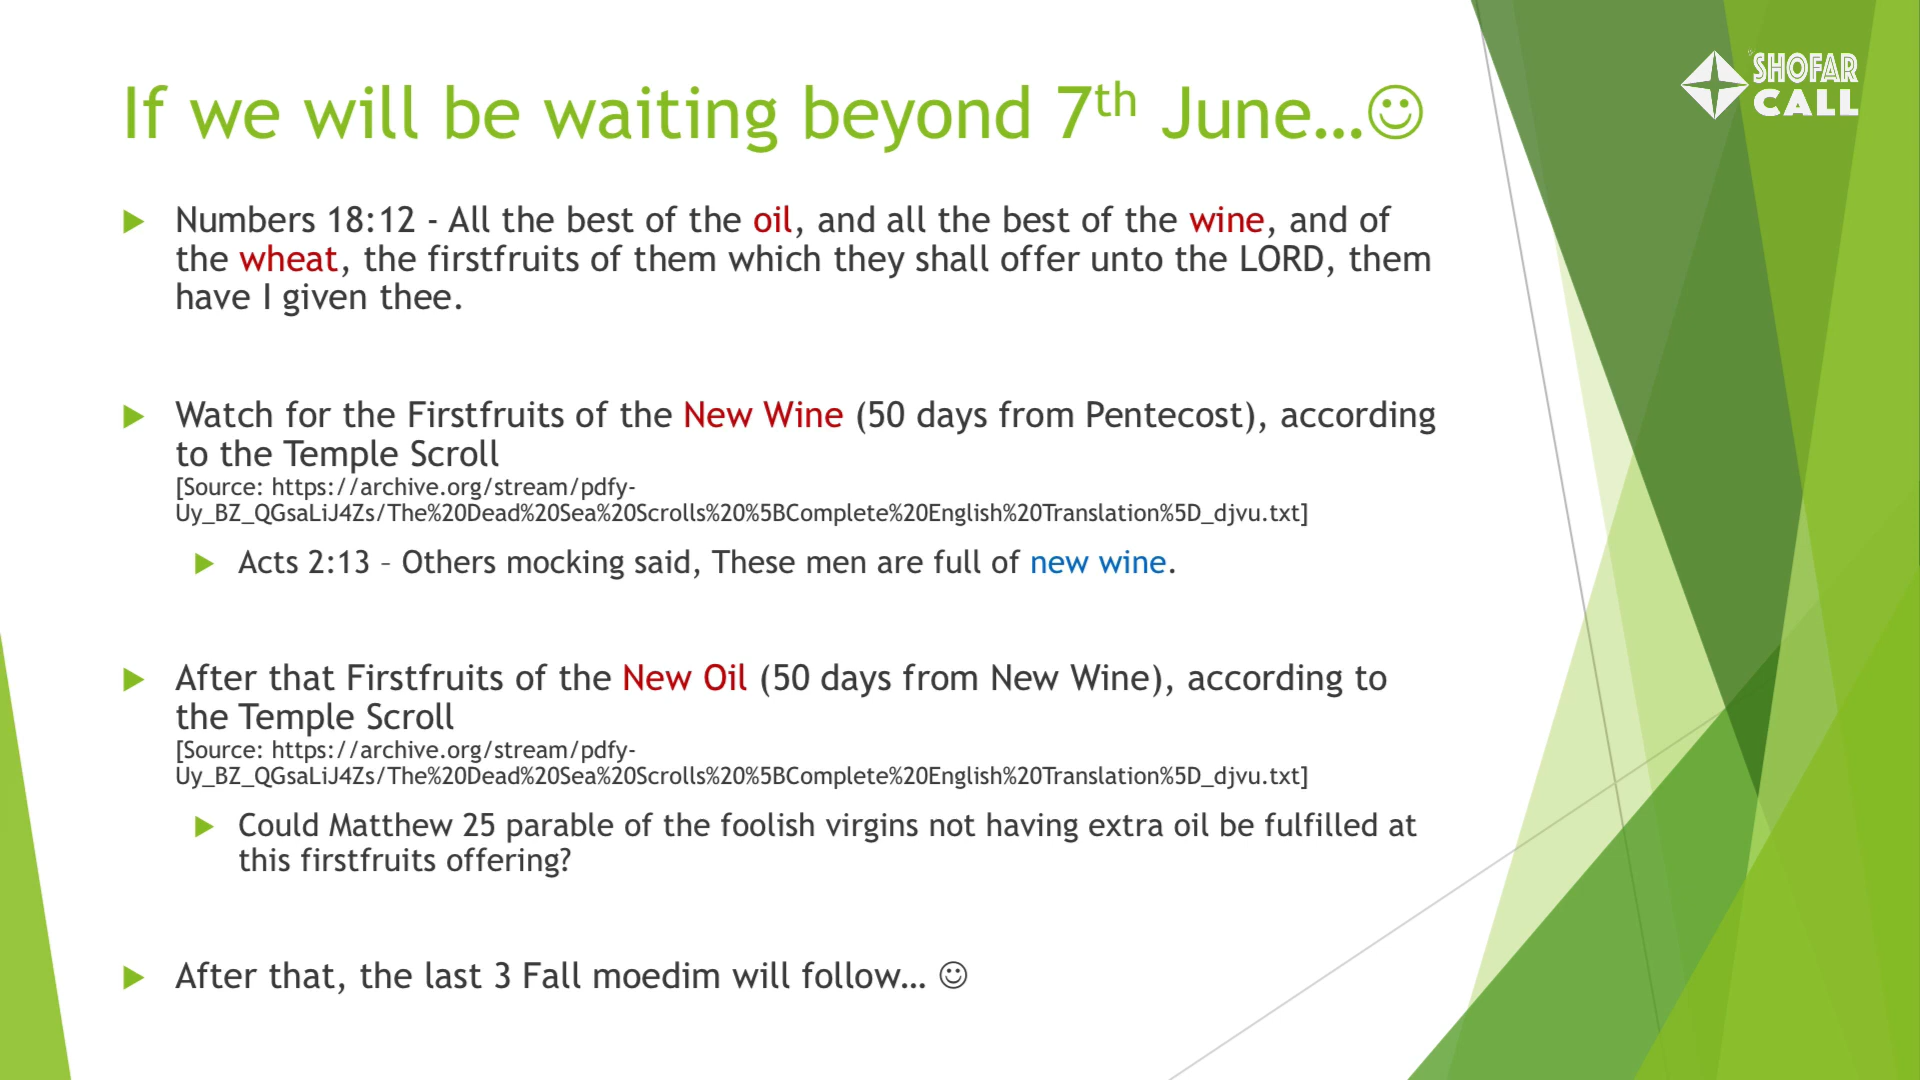 SHOFAR
CALL
If we will be waiting beyond 7th June…☺
Numbers 18:12 - All the best of the oil, and all the best of the wine, and of
the wheat, the firstfruits of them which they shall offer unto the LORD, them
have I given thee.
Watch for the Firstfruits of the New Wine (50 days from Pentecost), according
to the Temple Scroll
[Source: https://archive.org/stream/pdfy-
Uy_BZ_QGsaLiJ4Zs/The%20Dead%20Sea%20Scrolls%20%5BComplete%20English%20Translation%5D_djvu.txt]
Acts 2:13 – Others mocking said, These men are full of new wine.
After that Firstfruits of the New Oil (50 days from New Wine), according to
the Temple Scroll
[Source: https://archive.org/stream/pdfy-
Uy_BZ_QGsaLiJ4Zs/The%20Dead%20Sea%20Scrolls%20%5BComplete%20English%20Translation%5D_djvu.txt]
Could Matthew 25 parable of the foolish virgins not having extra oil be fulfilled at
this firstfruits offering?
After that, the last 3 Fall moedim will follow… ☺